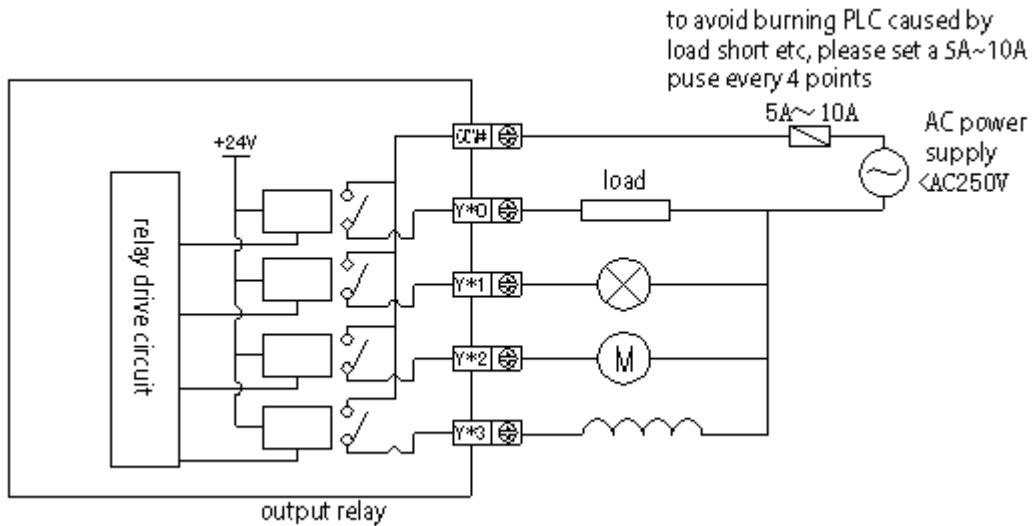 to avoid burning PLC caused by
load short etc, please set a 5A~10A
puse every 4 points
5A～10A
AC power
supply
<AC250V
+24V
load
Y*0
Y*1
relay drive circuit
M
Y*2
Y*3
output relay